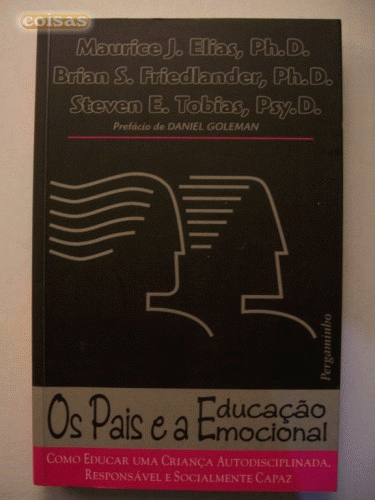 coisas
Maurice J. Elias, Ph.D.
Brian S. Friedlander, Ph.D.
Steven E. Tobias, Psy.D.
Prefácio de DANIEL GOLEMAN
Pergaminho
Os Pais e a Educação Emocional
COMO EDUCAR UMA CRIANÇA AUTODISCIPLINADA,
RESPONSÁVEL E SOCIALMENTE CAPAZ